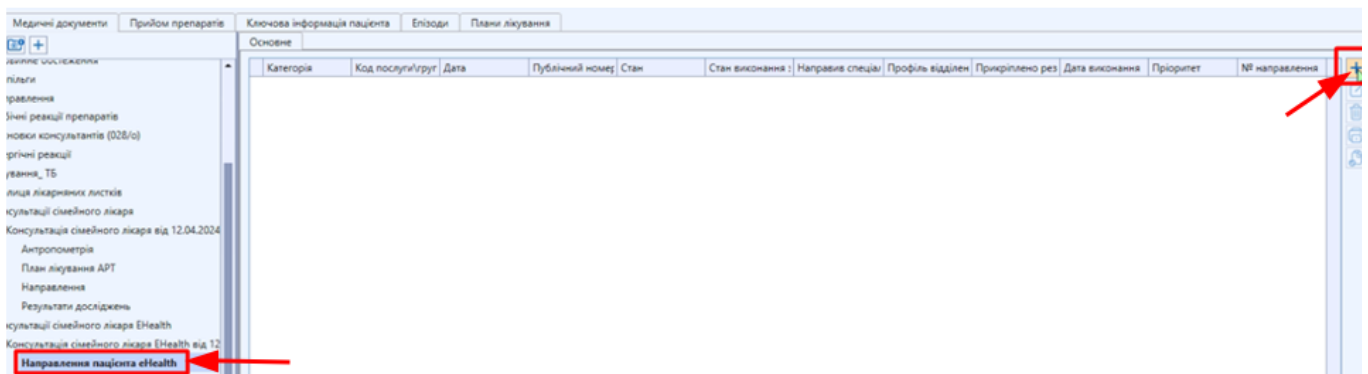 Медичні документи Прийом препаратів Ключова інформація пацієнта Епізоди Плани лікування
Основне
Категорія Код послуги\груг Дата Публічний номер Стан Стан виконання Направив спеціал Профіль відділен Прикріплено рез Дата виконання Пріоритет № направлення
пільги
правлення
бічні реакції препаратів
новки консультантів (028/о)
ергічні реакції
ування_ТБ
лиця лікарняних листків
нсультації сімейного лікаря
Консультація сімейного лікаря від 12.04.2024
Антропометрія
План лікування АРТ
Направлення
Результати досліджень
нсультації сімейного лікаря EHealth
Консультація сімейного лікаря EHealth від 12
Направлення пацієнта eHealth